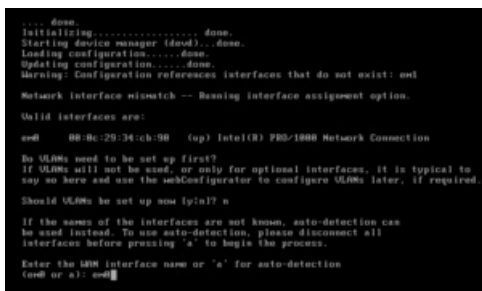 .... done.
Initializing.................. done.
Starting device manager (devd)...done.
Loading configuration......done.
Updating configuration......done.
Warning: Configuration references interfaces that do not exist: em1
Network interface mismatch -- Running interface assignment option.
Valid interfaces are:
em0 00:0c:29:34:cb:90 (up) Intel(R) PRO/1000 Network Connection
Do VLANs need to be set up first?
If VLANs will not be used, or only for optional interfaces, it is typical to
say no here and use the webConfigurator to configure VLANs later, if required.
Should VLANs be set up now [y|n]? n
If the names of the interfaces are not known, auto-detection can
be used instead. To use auto-detection, please disconnect all
interfaces before pressing 'a' to begin the process.
Enter the WAN interface name or 'a' for auto-detection
(em0 or a): em0